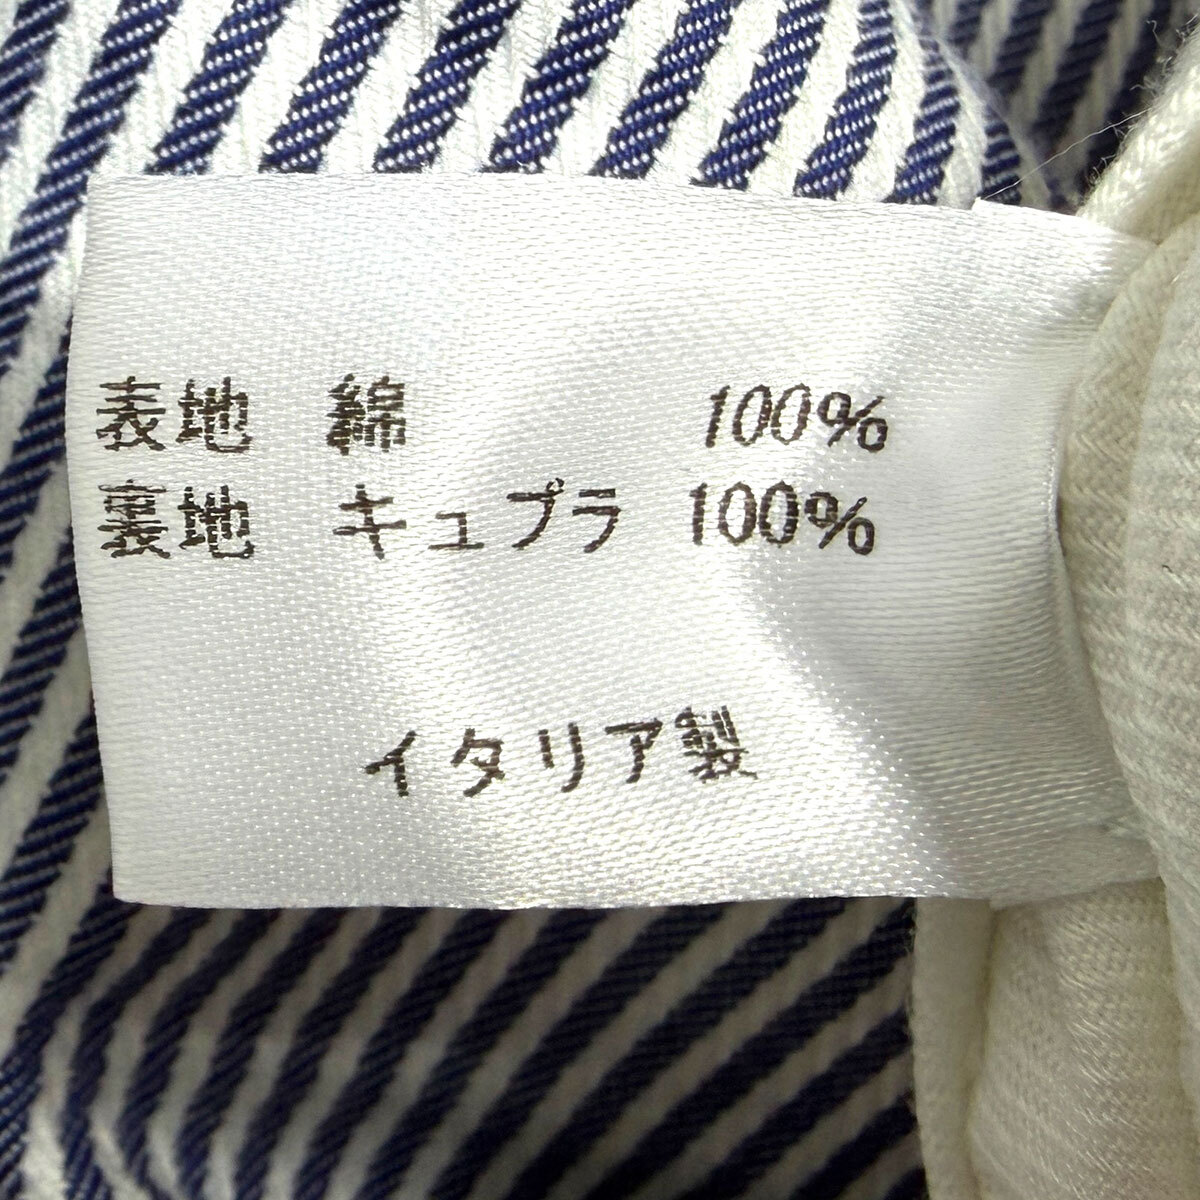 表地 綿 100%
裏地 キュプラ 100%
イタリア製